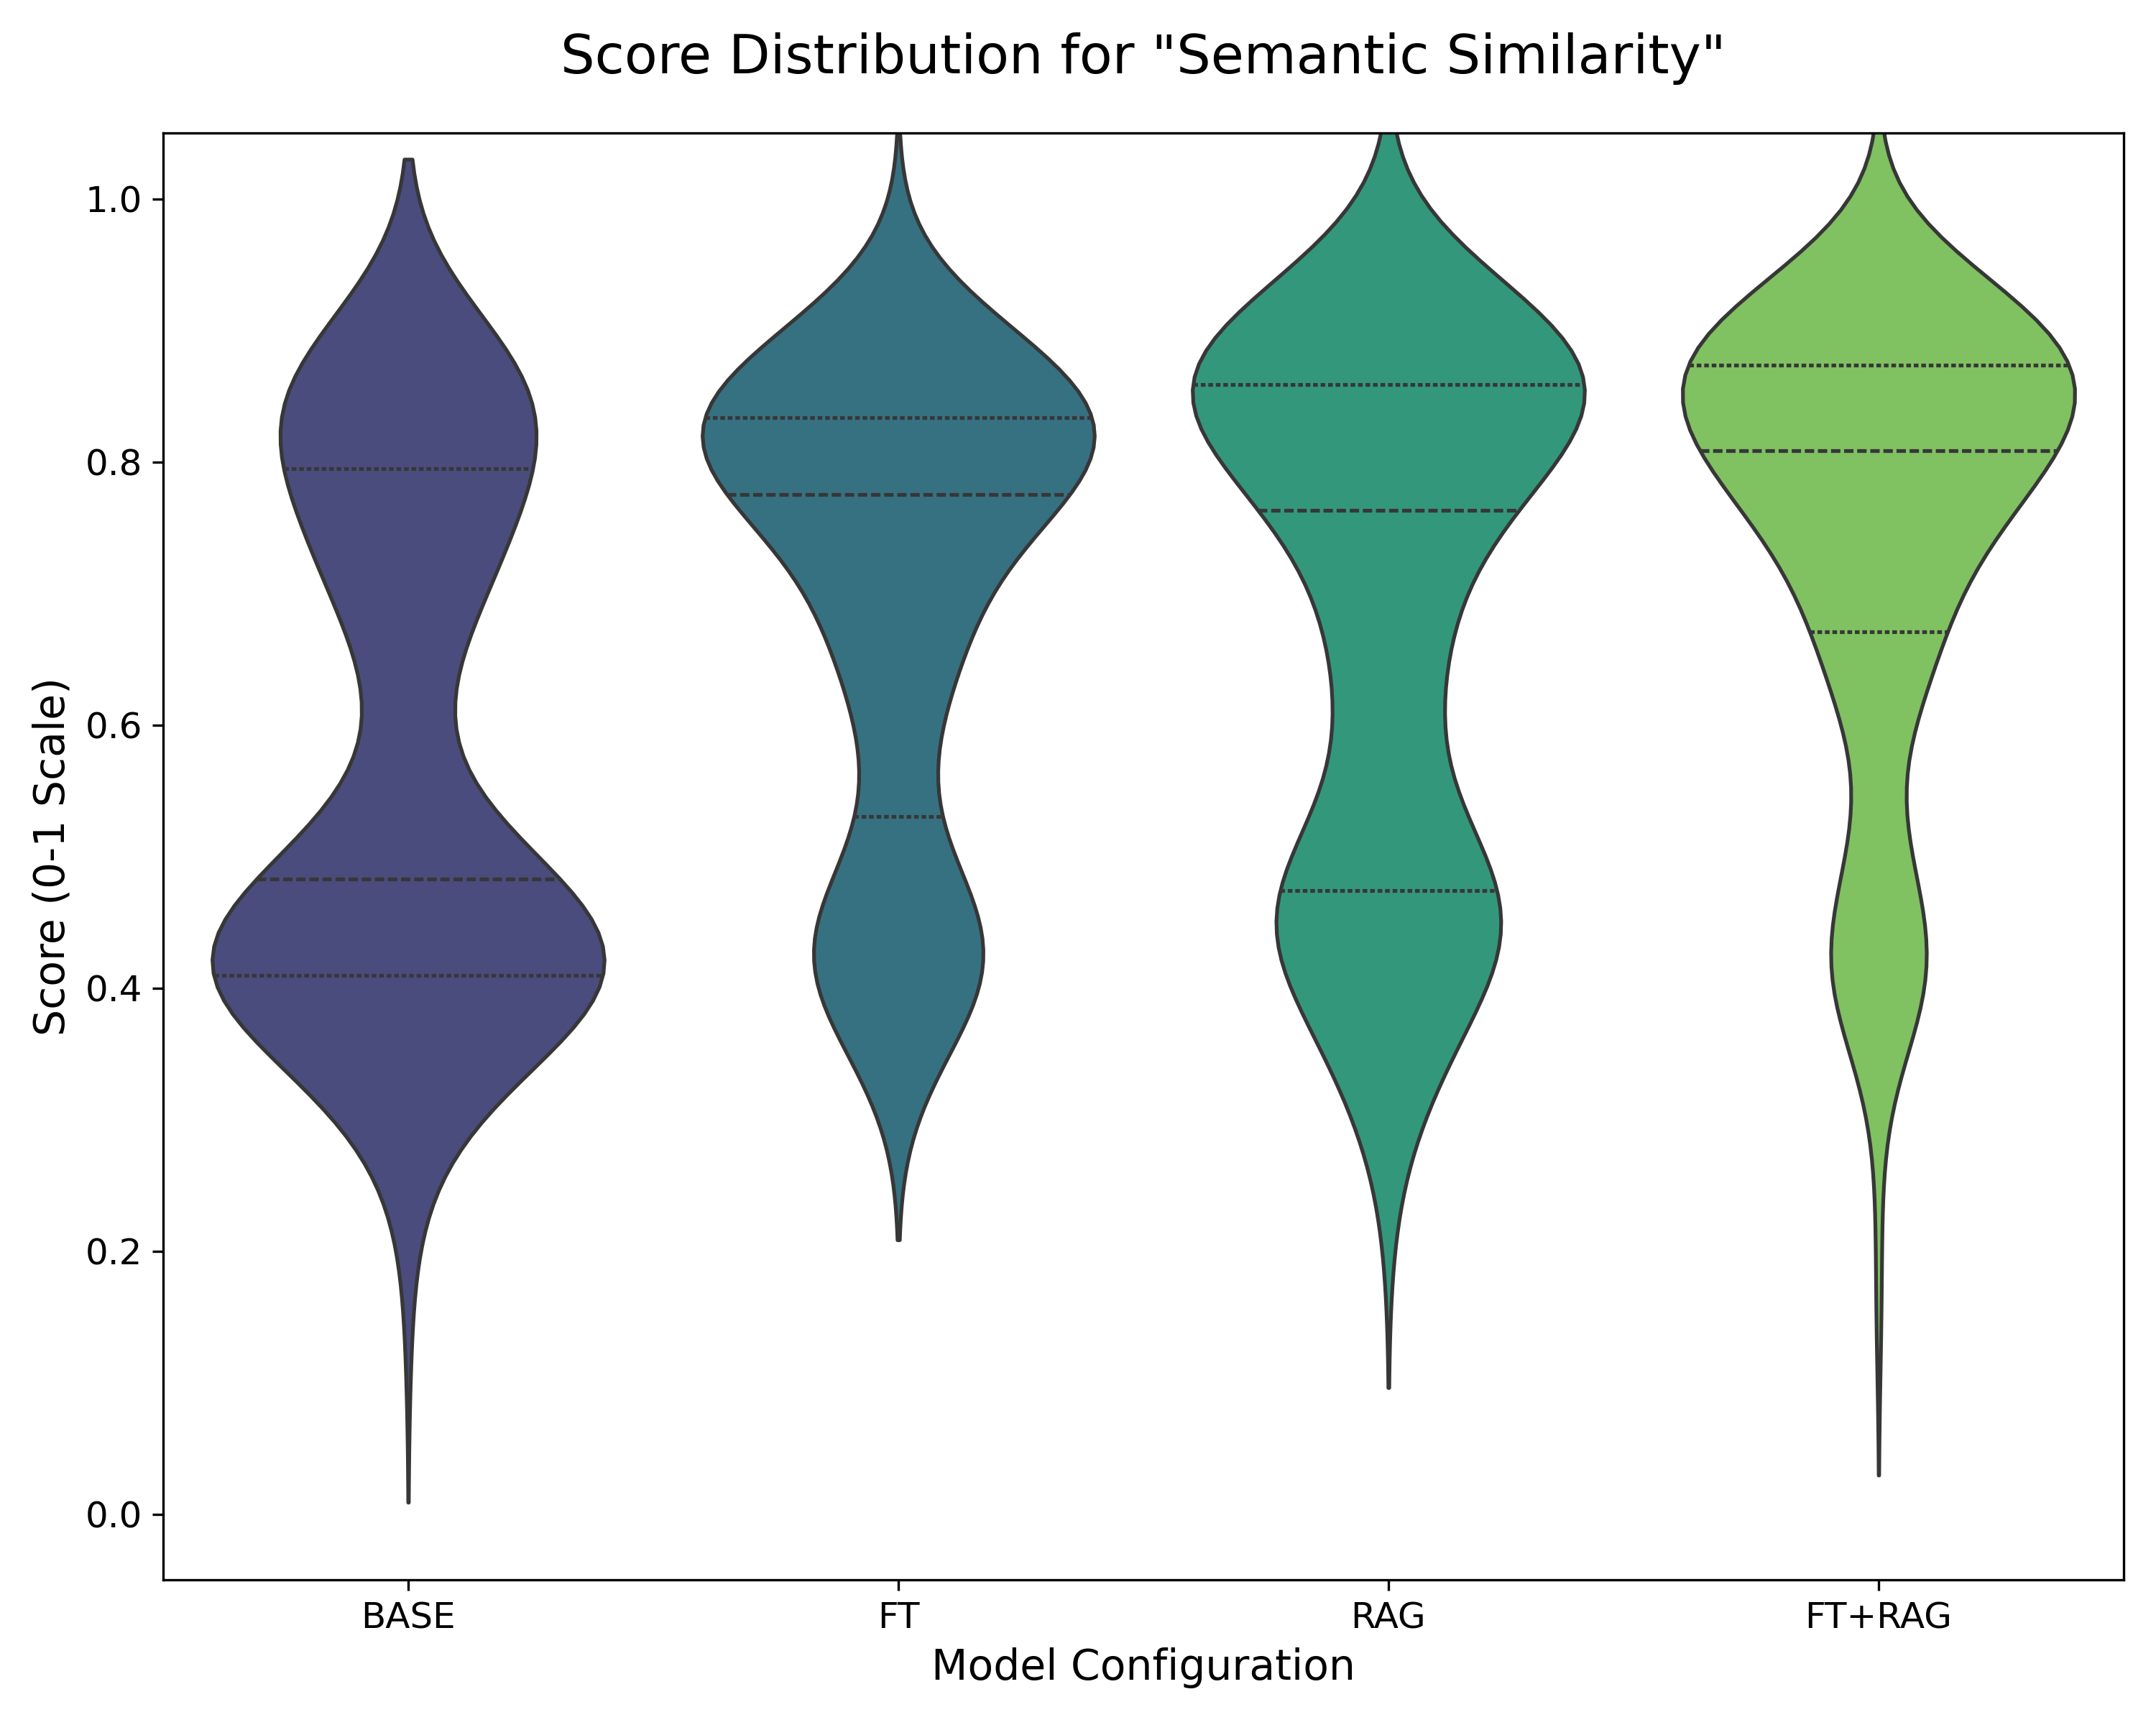 Score Distribution for "Semantic Similarity"
Score (0-1 Scale)
1.0
0.8
0.6
0.4
0.2
0.0
BASE
FT
RAG
FT+RAG
Model Configuration